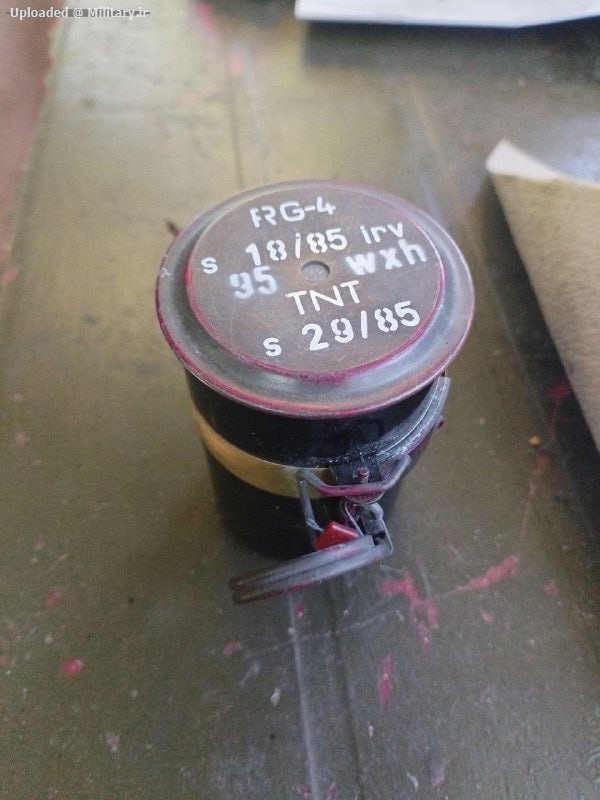 Uploaded @ Military.ir
RG-4
s 18/85 irv
95 wxh
TNT
s 29/85